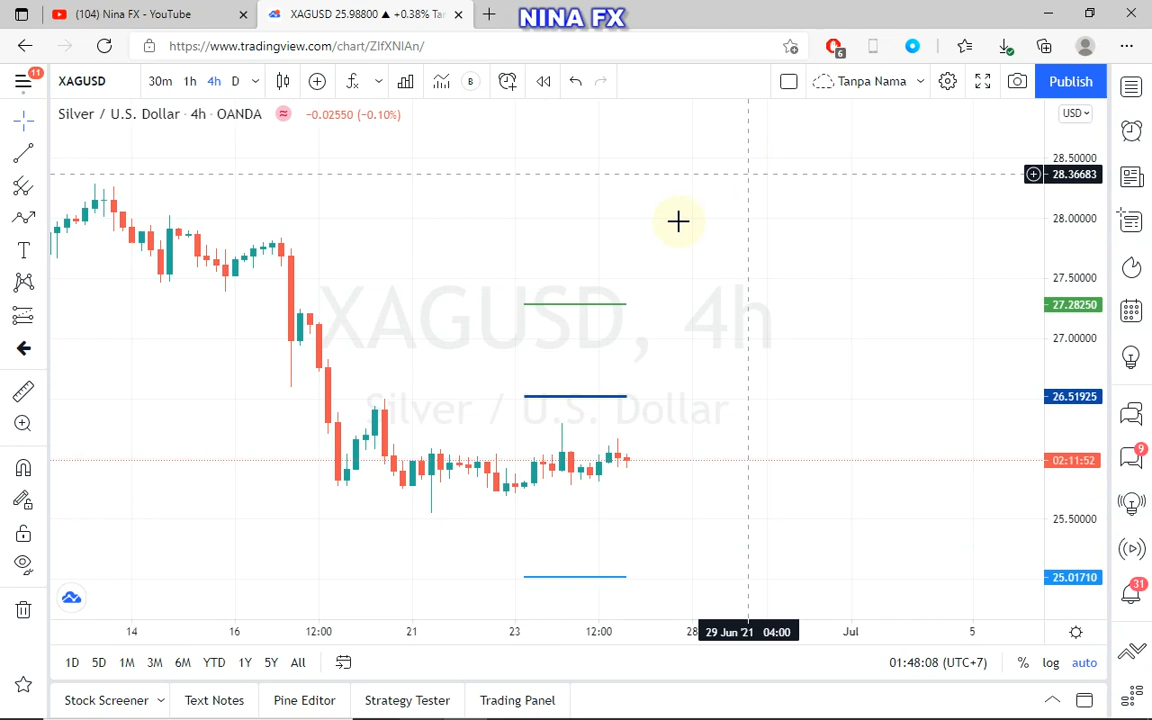 (104) Nina FX - YouTube
XAGUSD 25.98800 ▲ +0.38% Ta
NINA FX
https://www.tradingview.com/chart/ZIfXNIAn/
6
11
XAGUSD
30m 1h 4h D
B
Tanpa Nama
Publish
Silver / U.S. Dollar · 4h · OANDA
−0.02550 (−0.10%)
USD
28.50000
28.36683
28.00000
27.50000
27.28250
27.00000
26.51925
02:11:52
25.50000
25.01710
XAGUSD, 4h
Silver / U.S. Dollar
9
31
14 16 12:00 21 23 12:00 28 29 Jun '21 04:00 Jul 5
1D 5D 1M 3M 6M YTD 1Y 5Y All
01:48:08 (UTC+7) % log auto
Stock Screener Text Notes Pine Editor Strategy Tester Trading Panel